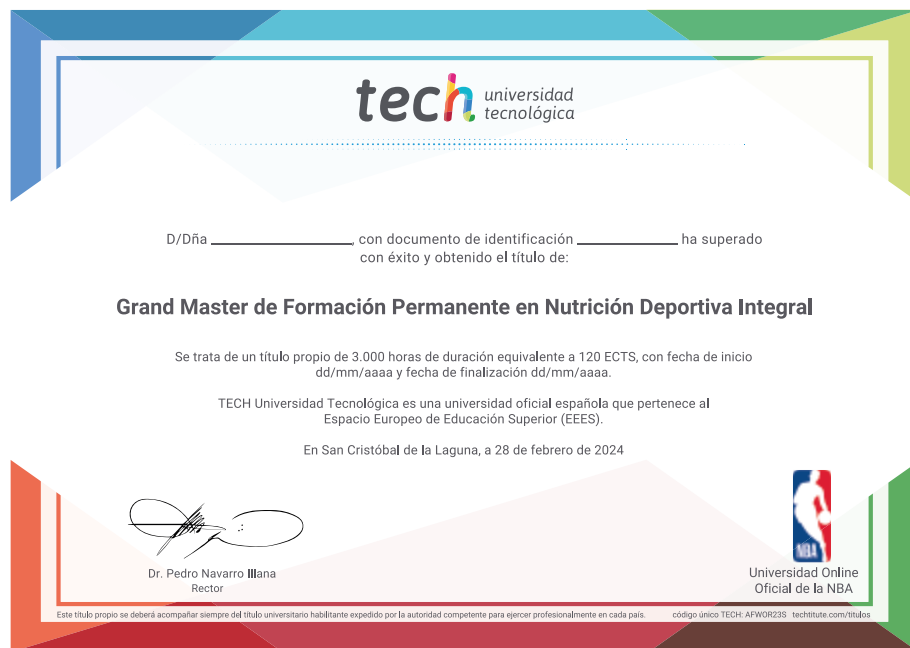 tech universidad
tecnológica
D/Dña ______________, con documento de identificación __________ ha superado
con éxito y obtenido el título de:
Grand Master de Formación Permanente en Nutrición Deportiva Integral
Se trata de un título propio de 3.000 horas de duración equivalente a 120 ECTS, con fecha de inicio
dd/mm/aaaa y fecha de finalización dd/mm/aaaa.
TECH Universidad Tecnológica es una universidad oficial española que pertenece al
Espacio Europeo de Educación Superior (EEES).
En San Cristóbal de la Laguna, a 28 de febrero de 2024
Dr. Pedro Navarro Illana
Rector
NBA
Universidad Online
Oficial de la NBA
Este título propio se deberá acompañar siempre del título universitario habilitante expedido por la autoridad competente para ejercer profesionalmente en cada país. código único TECH: AFWOR23S techtitute.com/titulos